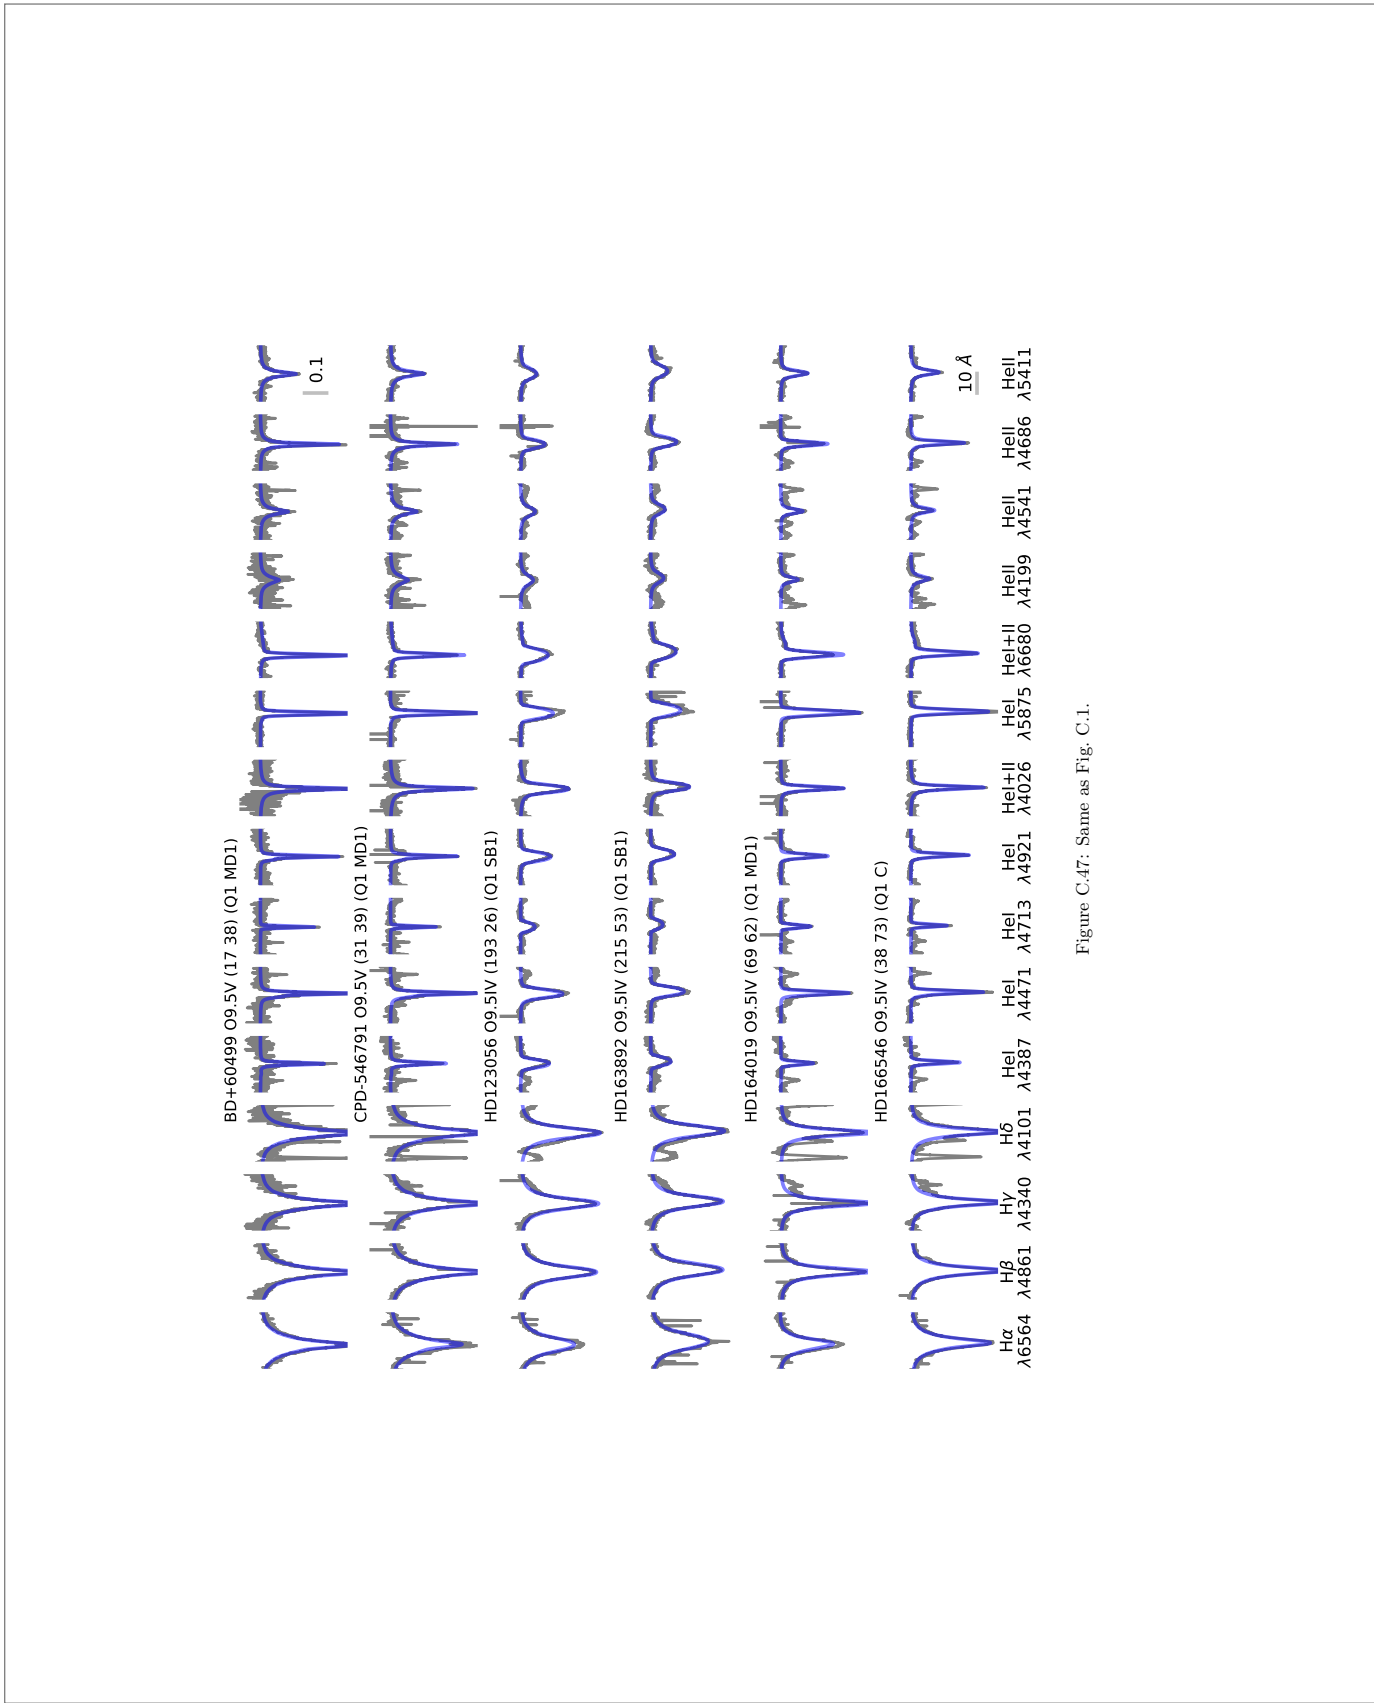 BD+60499 O9.5V (17 38) (Q1 MD1)
0.1
CPD-546791 O9.5V (31 39) (Q1 MD1)
HD123056 O9.5IV (193 26) (Q1 SB1)
HD163892 O9.5IV (215 53) (Q1 SB1)
HD164019 O9.5IV (69 62) (Q1 MD1)
HD166546 O9.5IV (38 73) (Q1 C)
10 Å
Hα Hβ Hγ Hδ HeI HeI HeI HeI HeI+II HeI HeI+II HeII HeII HeII HeII
λ6564 λ4861 λ4340 λ4101 λ4387 λ4471 λ4713 λ4921 λ4026 λ5875 λ6680 λ4199 λ4541 λ4686 λ5411
Figure C.47: Same as Fig. C.1.